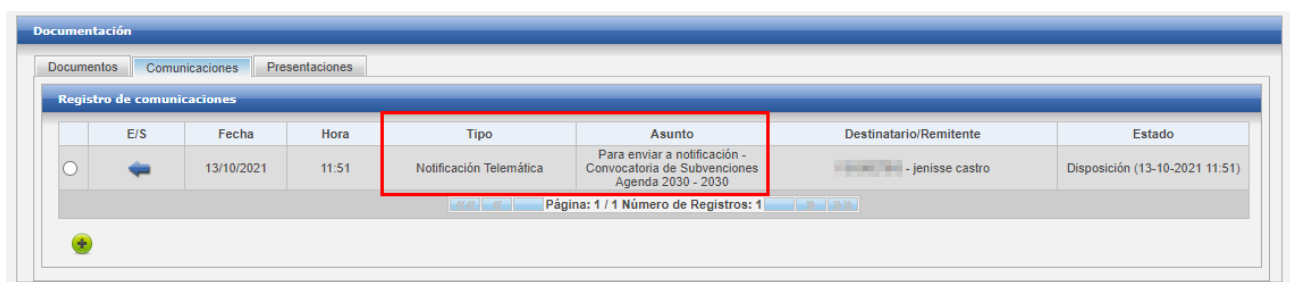 Documentación
Documentos Comunicaciones Presentaciones
Registro de comunicaciones
E/S Fecha Hora Tipo Asunto Destinatario/Remitente Estado
13/10/2021 11:51 Notificación Telemática Para enviar a notificación - Convocatoria de Subvenciones Agenda 2030 - 2030 - jenisse castro Disposición (13-10-2021 11:51)
Página: 1 / 1 Número de Registros: 1